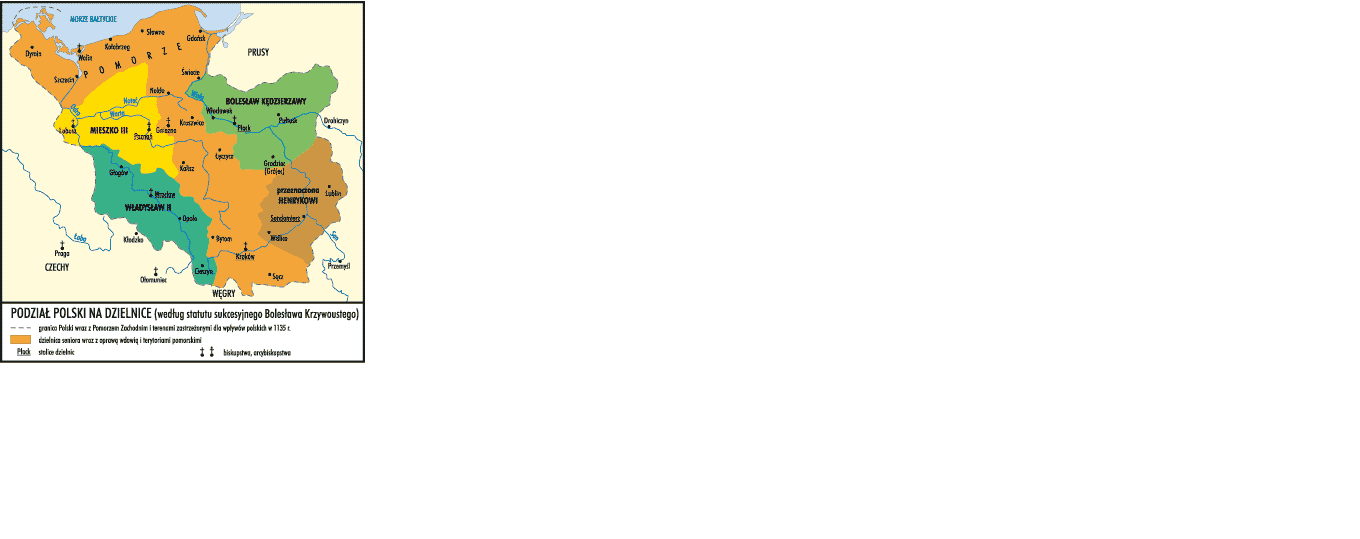 MORZE BAŁTYCKIE
Sławno
Gdańsk
Dymin
Wolin
Kołobrzeg
PRUSY
POMORZE
Szczecin
Świecie
Nakło
Wisła
BOLESŁAW KĘDZIERZAWY
Odra
Noteć
Warta
Włocławek
Lubusz
MIESZKO III
Poznań
Gniezno
Kruszwica
Płock
Pułtusk
Drohiczyn
Łęczyca
Grodziec
(Grójec)
Głogów
Kalisz
przeznaczona
HENRYKOWI
Lublin
Wrocław
WŁADYSŁAW II
Opole
Sandomierz
Łaba
Kłodzko
Bytom
Wiślica
San
Praga
Kraków
CZECHY
Ołomuniec
Cieszyn
Sącz
Przemyśl
WĘGRY
PODZIAŁ POLSKI NA DZIELNICE (według statutu sukcesyjnego Bolesława Krzywoustego)
granica Polski wraz z Pomorzem Zachodnim i terenami zastrzeżonymi dla wpływów polskich w 1135 r.
dzielnica seniora wraz z oprawą wdowią i terytoriami pomorskimi
Płock stolice dzielnic biskupstwa, arcybiskupstwa